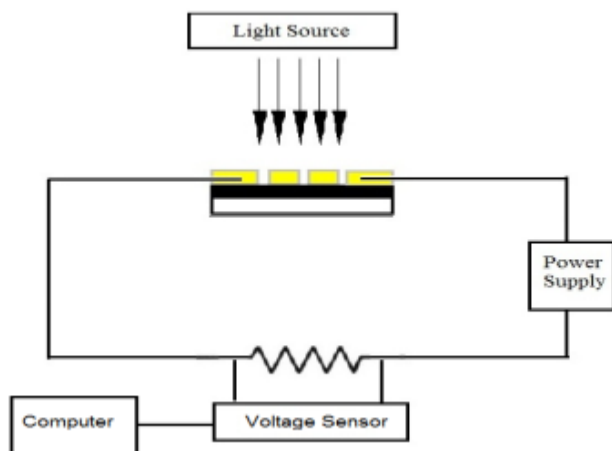 Light Source
Power
Supply
Computer
Voltage Sensor